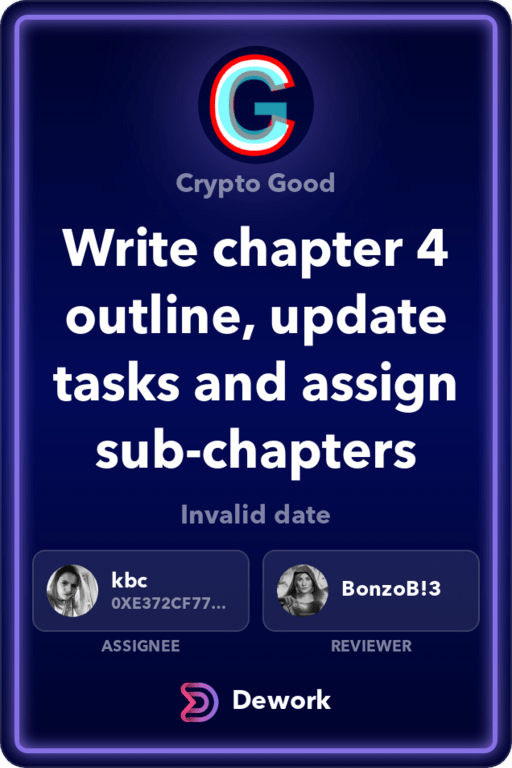 Crypto Good
Write chapter 4
outline, update
tasks and assign
sub-chapters
Invalid date
kbc
0XE372CF77...
BonzoB!3
ASSIGNEE
REVIEWER
Dework